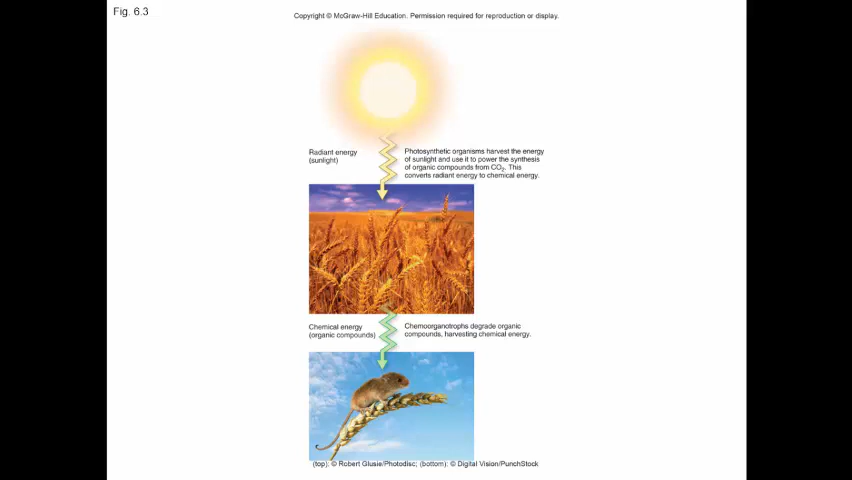 Fig. 6.3
Copyright © McGraw-Hill Education. Permission required for reproduction or display.
Radiant energy
(sunlight)
Photosynthetic organisms harvest the energy
of sunlight and use it to power the synthesis
of organic compounds from CO₂. This
converts radiant energy to chemical energy.
Chemical energy
(organic compounds)
Chemoorganotrophs degrade organic
compounds, harvesting chemical energy.
(top): © Robert Glusie/Photodisc; (bottom): © Digital Vision/PunchStock